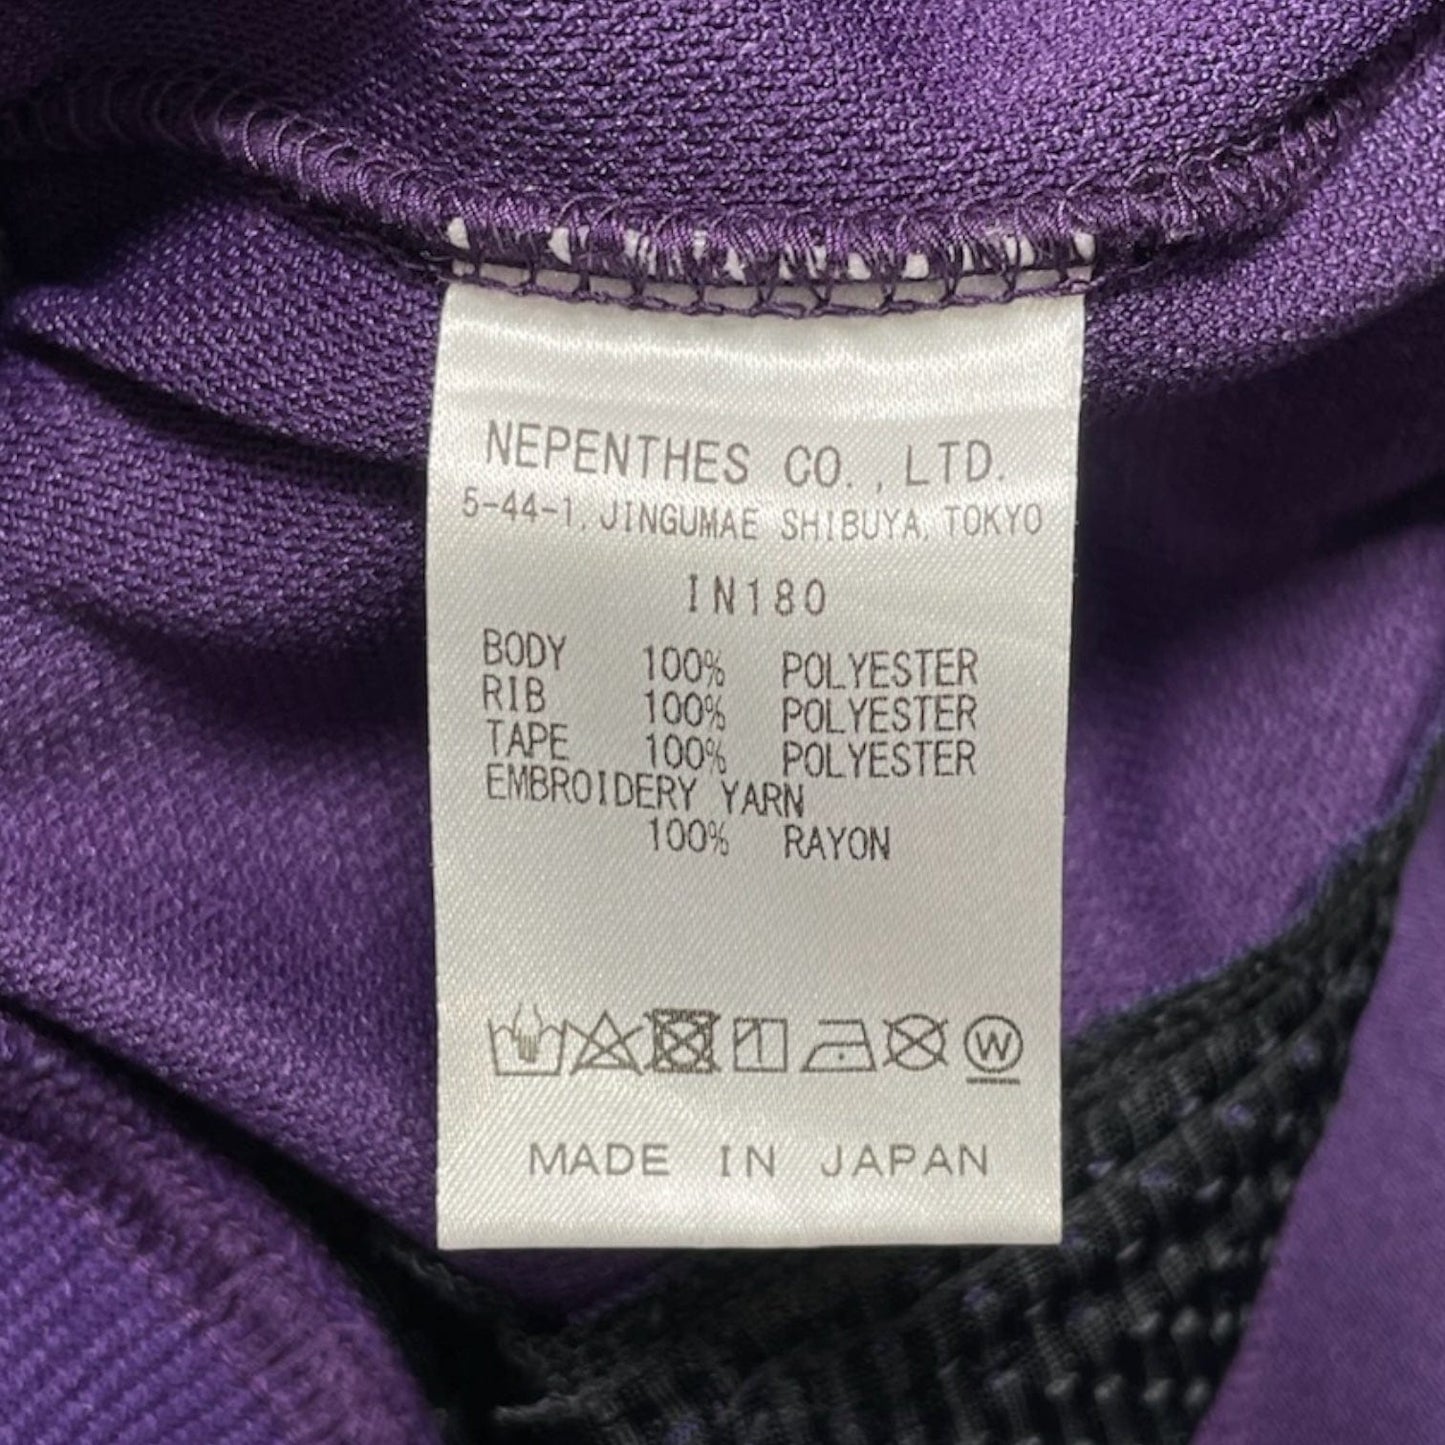 NEPENTHES CO., LTD.
5-44-1, JINGUMAE SHIBUYA, TOKYO
IN180
BODY 100% POLYESTER
RIB 100% POLYESTER
TAPE 100% POLYESTER
EMBROIDERY YARN
100% RAYON
1 W
MADE IN JAPAN